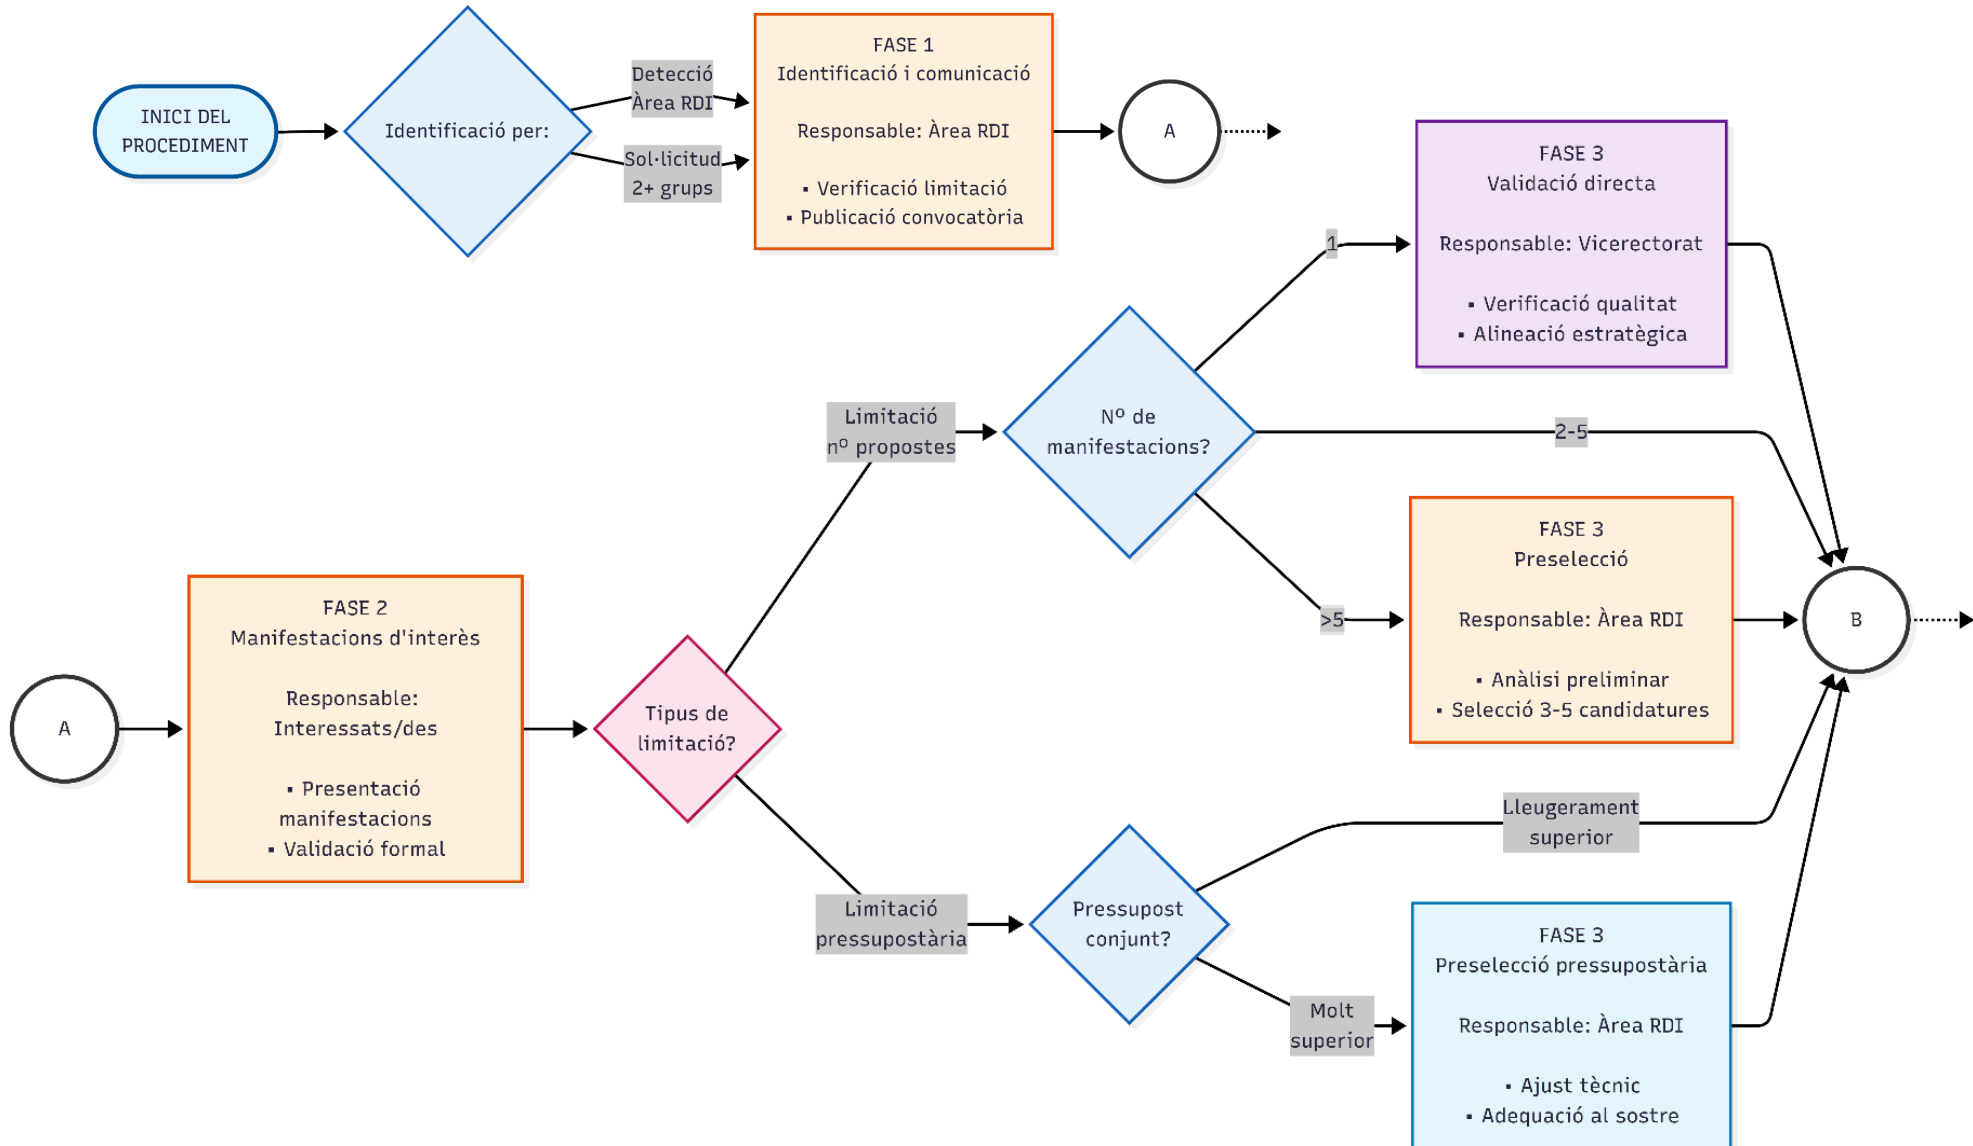 INICI DEL
PROCEDIMENT
Identificació per:
Detecció
Àrea RDI
Sol·licitud
2+ grups
FASE 1
Identificació i comunicació
Responsable: Àrea RDI
▪ Verificació limitació
▪ Publicació convocatòria
A
A
FASE 2
Manifestacions d'interès
Responsable:
Interessats/des
▪ Presentació
manifestacions
▪ Validació formal
Tipus de
limitació?
Limitació
nº propostes
Nº de
manifestacions?
1
FASE 3
Validació directa
Responsable: Vicerectorat
▪ Verificació qualitat
▪ Alineació estratègica
2-5
>5
FASE 3
Preselecció
Responsable: Àrea RDI
▪ Anàlisi preliminar
▪ Selecció 3-5 candidatures
Limitació
pressupostària
Pressupost
conjunt?
Lleugerament
superior
Molt
superior
FASE 3
Preselecció pressupostària
Responsable: Àrea RDI
▪ Ajust tècnic
▪ Adequació al sostre
B